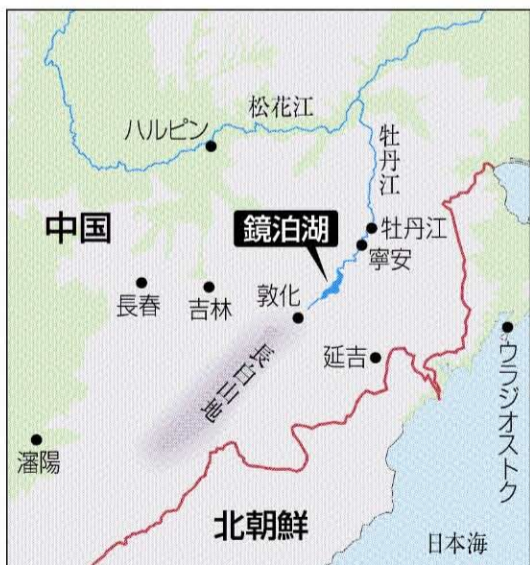 松花江
ハルピン
牡丹江
中国
鏡泊湖
牡丹江
寧安
長春
吉林
敦化
延吉
ウラジオストク
長白山地
瀋陽
北朝鮮
日本海